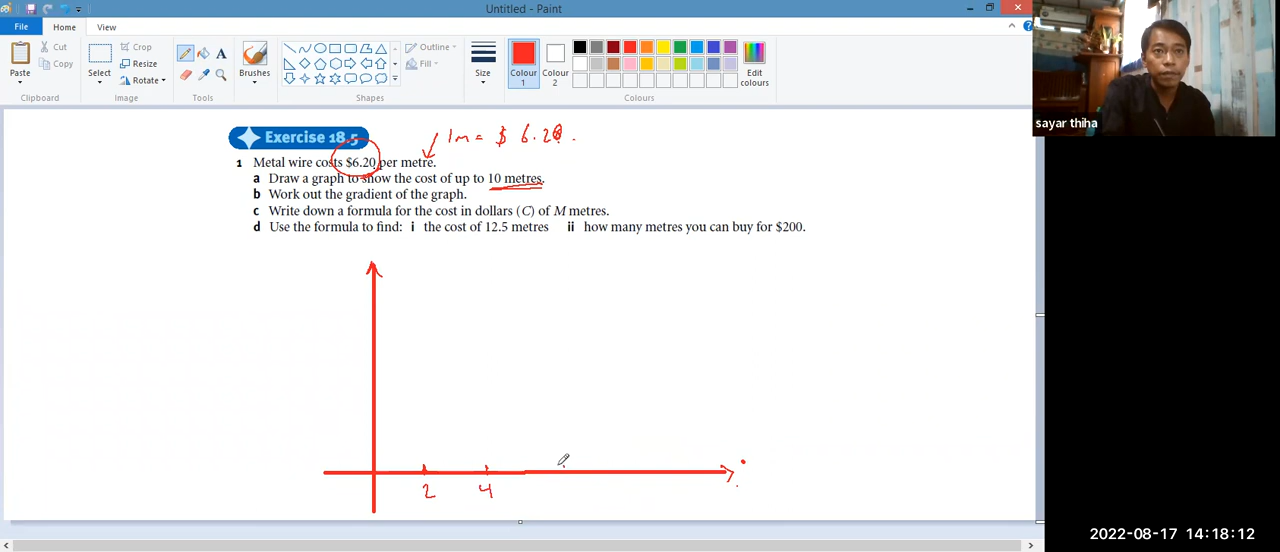 Untitled - Paint
File Home View
Paste
Cut
Copy
Clipboard
Select
Crop
Resize
Rotate
Image
Tools
Brushes
Shapes
Outline
Fill
Size
Colour 1
Colour 2
Edit colours
Colours
sayar thiha
Exercise 18.5
1m = $ 6.20.
1 Metal wire costs $6.20 per metre.
a Draw a graph to show the cost of up to 10 metres.
b Work out the gradient of the graph.
c Write down a formula for the cost in dollars (C) of M metres.
d Use the formula to find: i the cost of 12.5 metres ii how many metres you can buy for $200.
2 4
2022-08-17 14:18:12